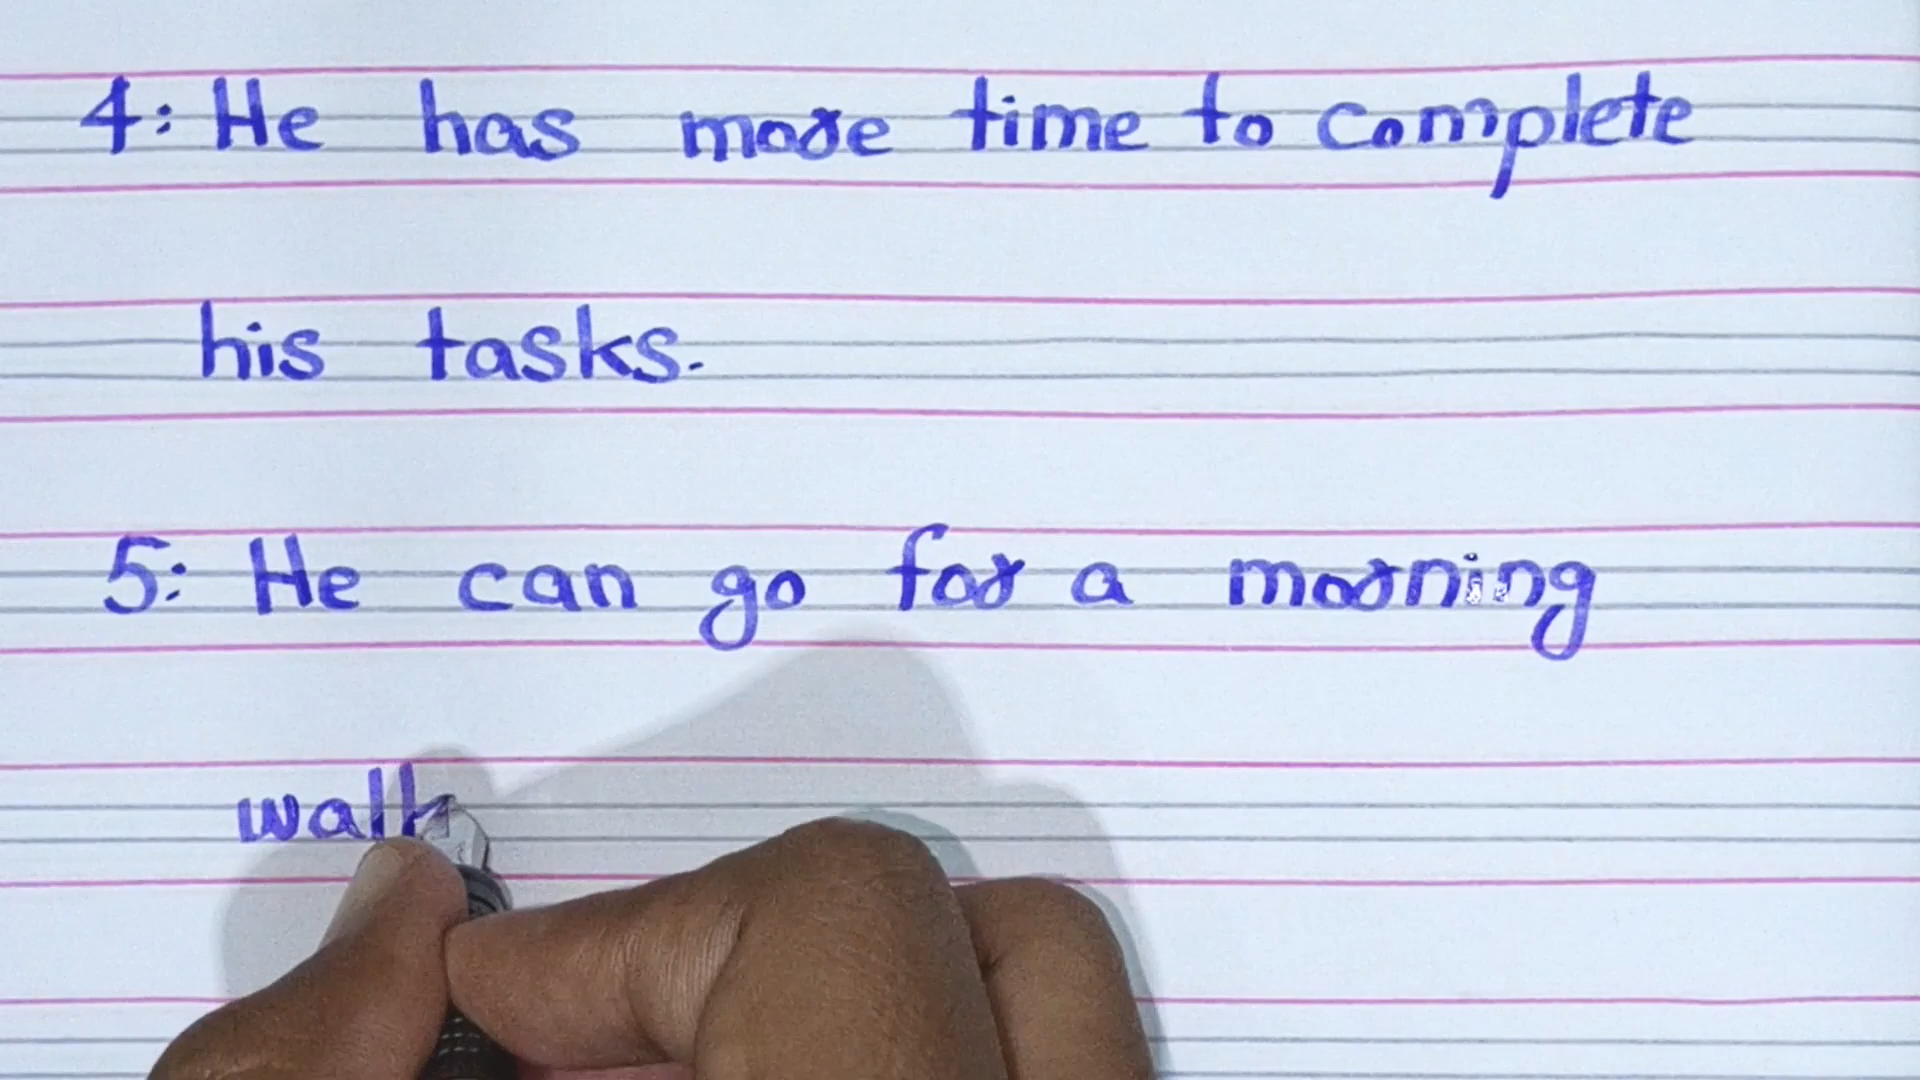 4: He has more time to complete
his tasks.
5: He can go for a morning
walk